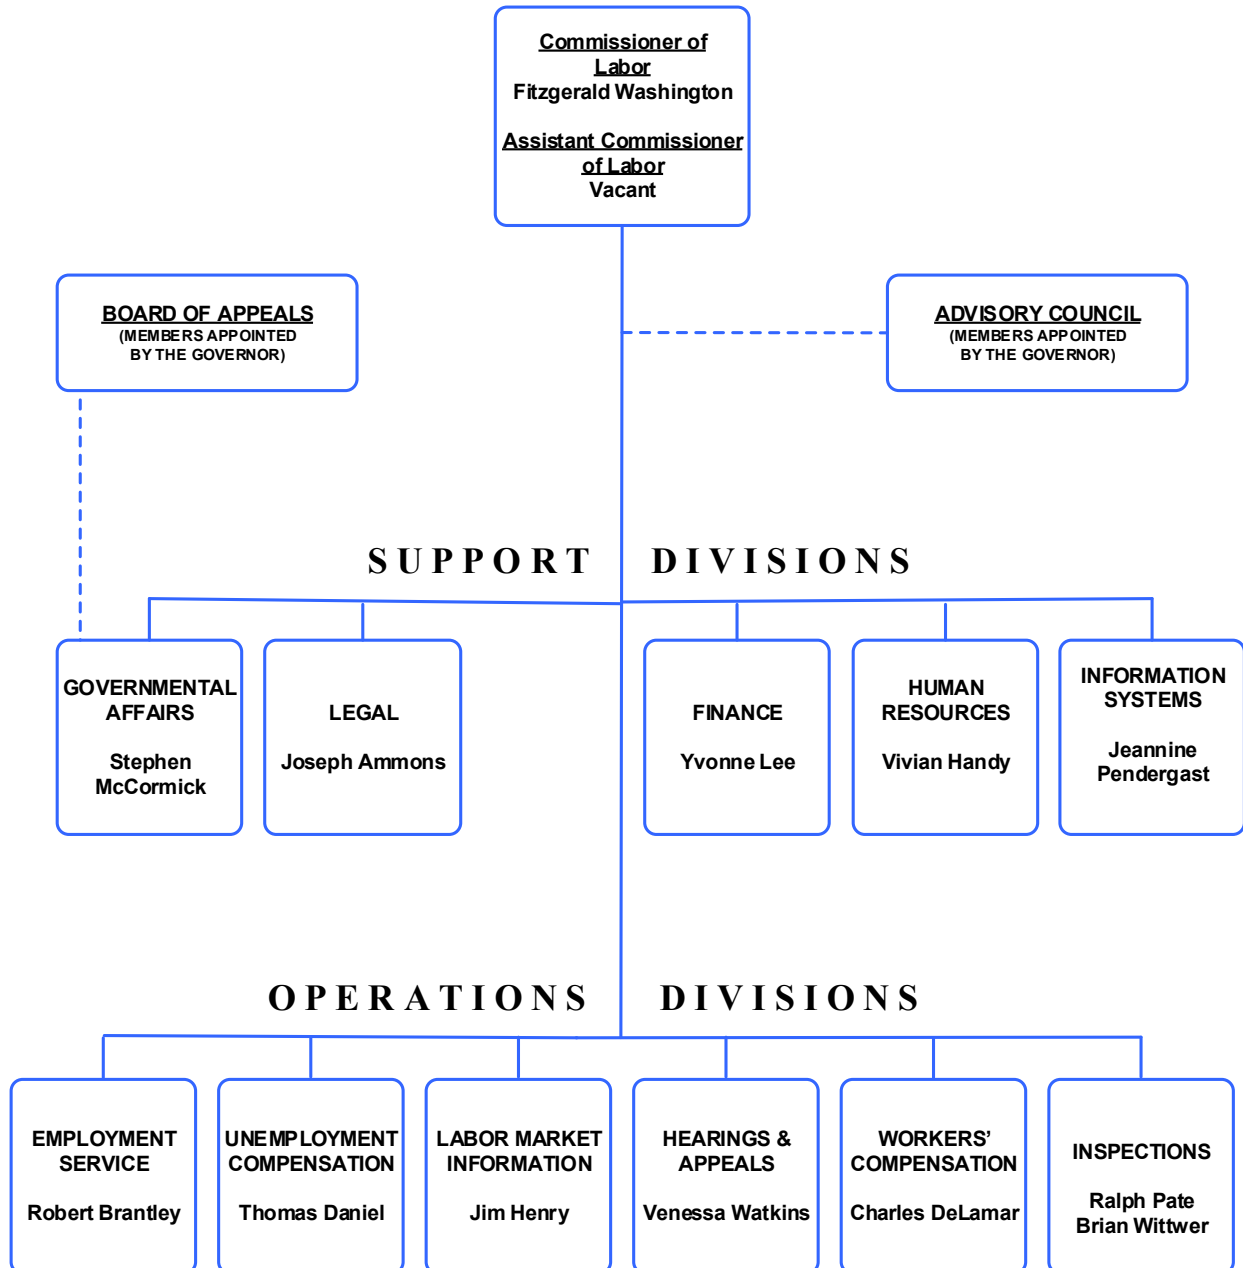 Commissioner of
Labor
Fitzgerald Washington
Assistant Commissioner
of Labor
Vacant
BOARD OF APPEALS
(MEMBERS APPOINTED
BY THE GOVERNOR)
ADVISORY COUNCIL
(MEMBERS APPOINTED
BY THE GOVERNOR)
SUPPORT DIVISIONS
GOVERNMENTAL
AFFAIRS
Stephen
McCormick
LEGAL
Joseph Ammons
FINANCE
Yvonne Lee
HUMAN
RESOURCES
Vivian Handy
INFORMATION
SYSTEMS
Jeannine
Pendergast
OPERATIONS DIVISIONS
EMPLOYMENT
SERVICE
Robert Brantley
UNEMPLOYMENT
COMPENSATION
Thomas Daniel
LABOR MARKET
INFORMATION
Jim Henry
HEARINGS &
APPEALS
Venessa Watkins
WORKERS’
COMPENSATION
Charles DeLamar
INSPECTIONS
Ralph Pate
Brian Wittwer